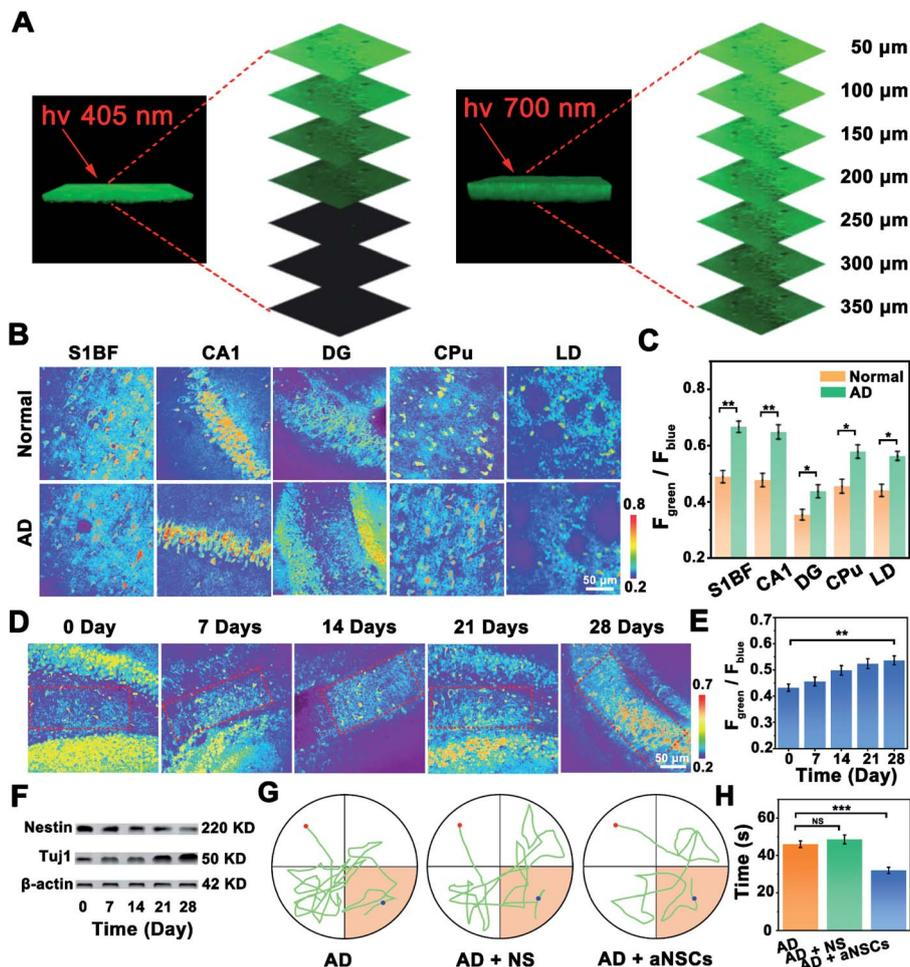 A
hv 405 nm
hv 700 nm
50 µm
100 µm
150 µm
200 µm
250 µm
300 µm
350 µm
B
S1BF CA1 DG CPu LD
Normal
AD
0.8
0.2
50 µm
C
Normal
AD
F green / F blue
0.8
0.6
0.4
0.2
** ** * * *
S1BF CA1 DG CPu LD
D
0 Day 7 Days 14 Days 21 Days 28 Days
0.7
0.2
50 µm
E
F green / F blue
0.7
0.6
0.5
0.4
0.3
0.2
**
0 7 14 21 28
Time (Day)
F
Nestin 220 KD
Tuj1 50 KD
β-actin 42 KD
0 7 14 21 28
Time (Day)
G
AD AD + NS AD + aNSCs
H
Time (s)
60
40
20
0
***
NS
AD
AD + NS
AD + aNSCs